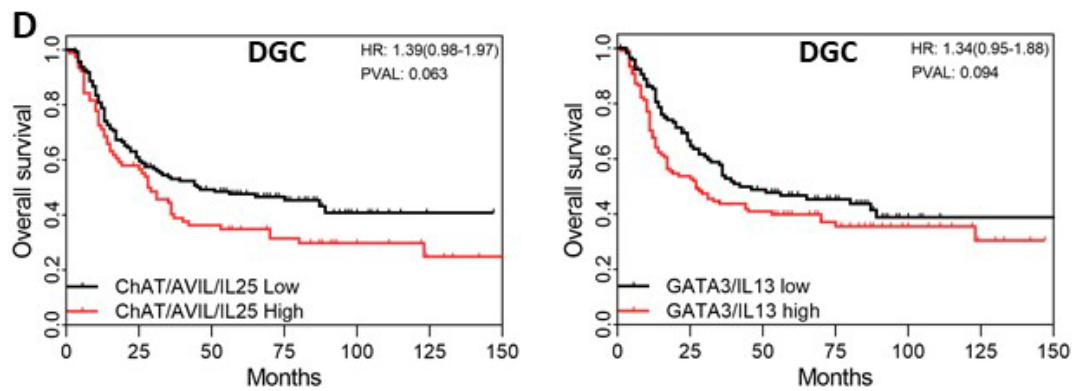 D
DGC
HR: 1.39(0.98-1.97)
PVAL: 0.063
Overall survival
1.0
0.8
0.6
0.4
0.2
0.0
ChAT/AVIL/IL25 Low
ChAT/AVIL/IL25 High
0 25 50 75 100 125 150
Months
DGC
HR: 1.34(0.95-1.88)
PVAL: 0.094
Overall survival
1.0
0.8
0.6
0.4
0.2
0.0
GATA3/IL13 low
GATA3/IL13 high
0 25 50 75 100 125 150
Months